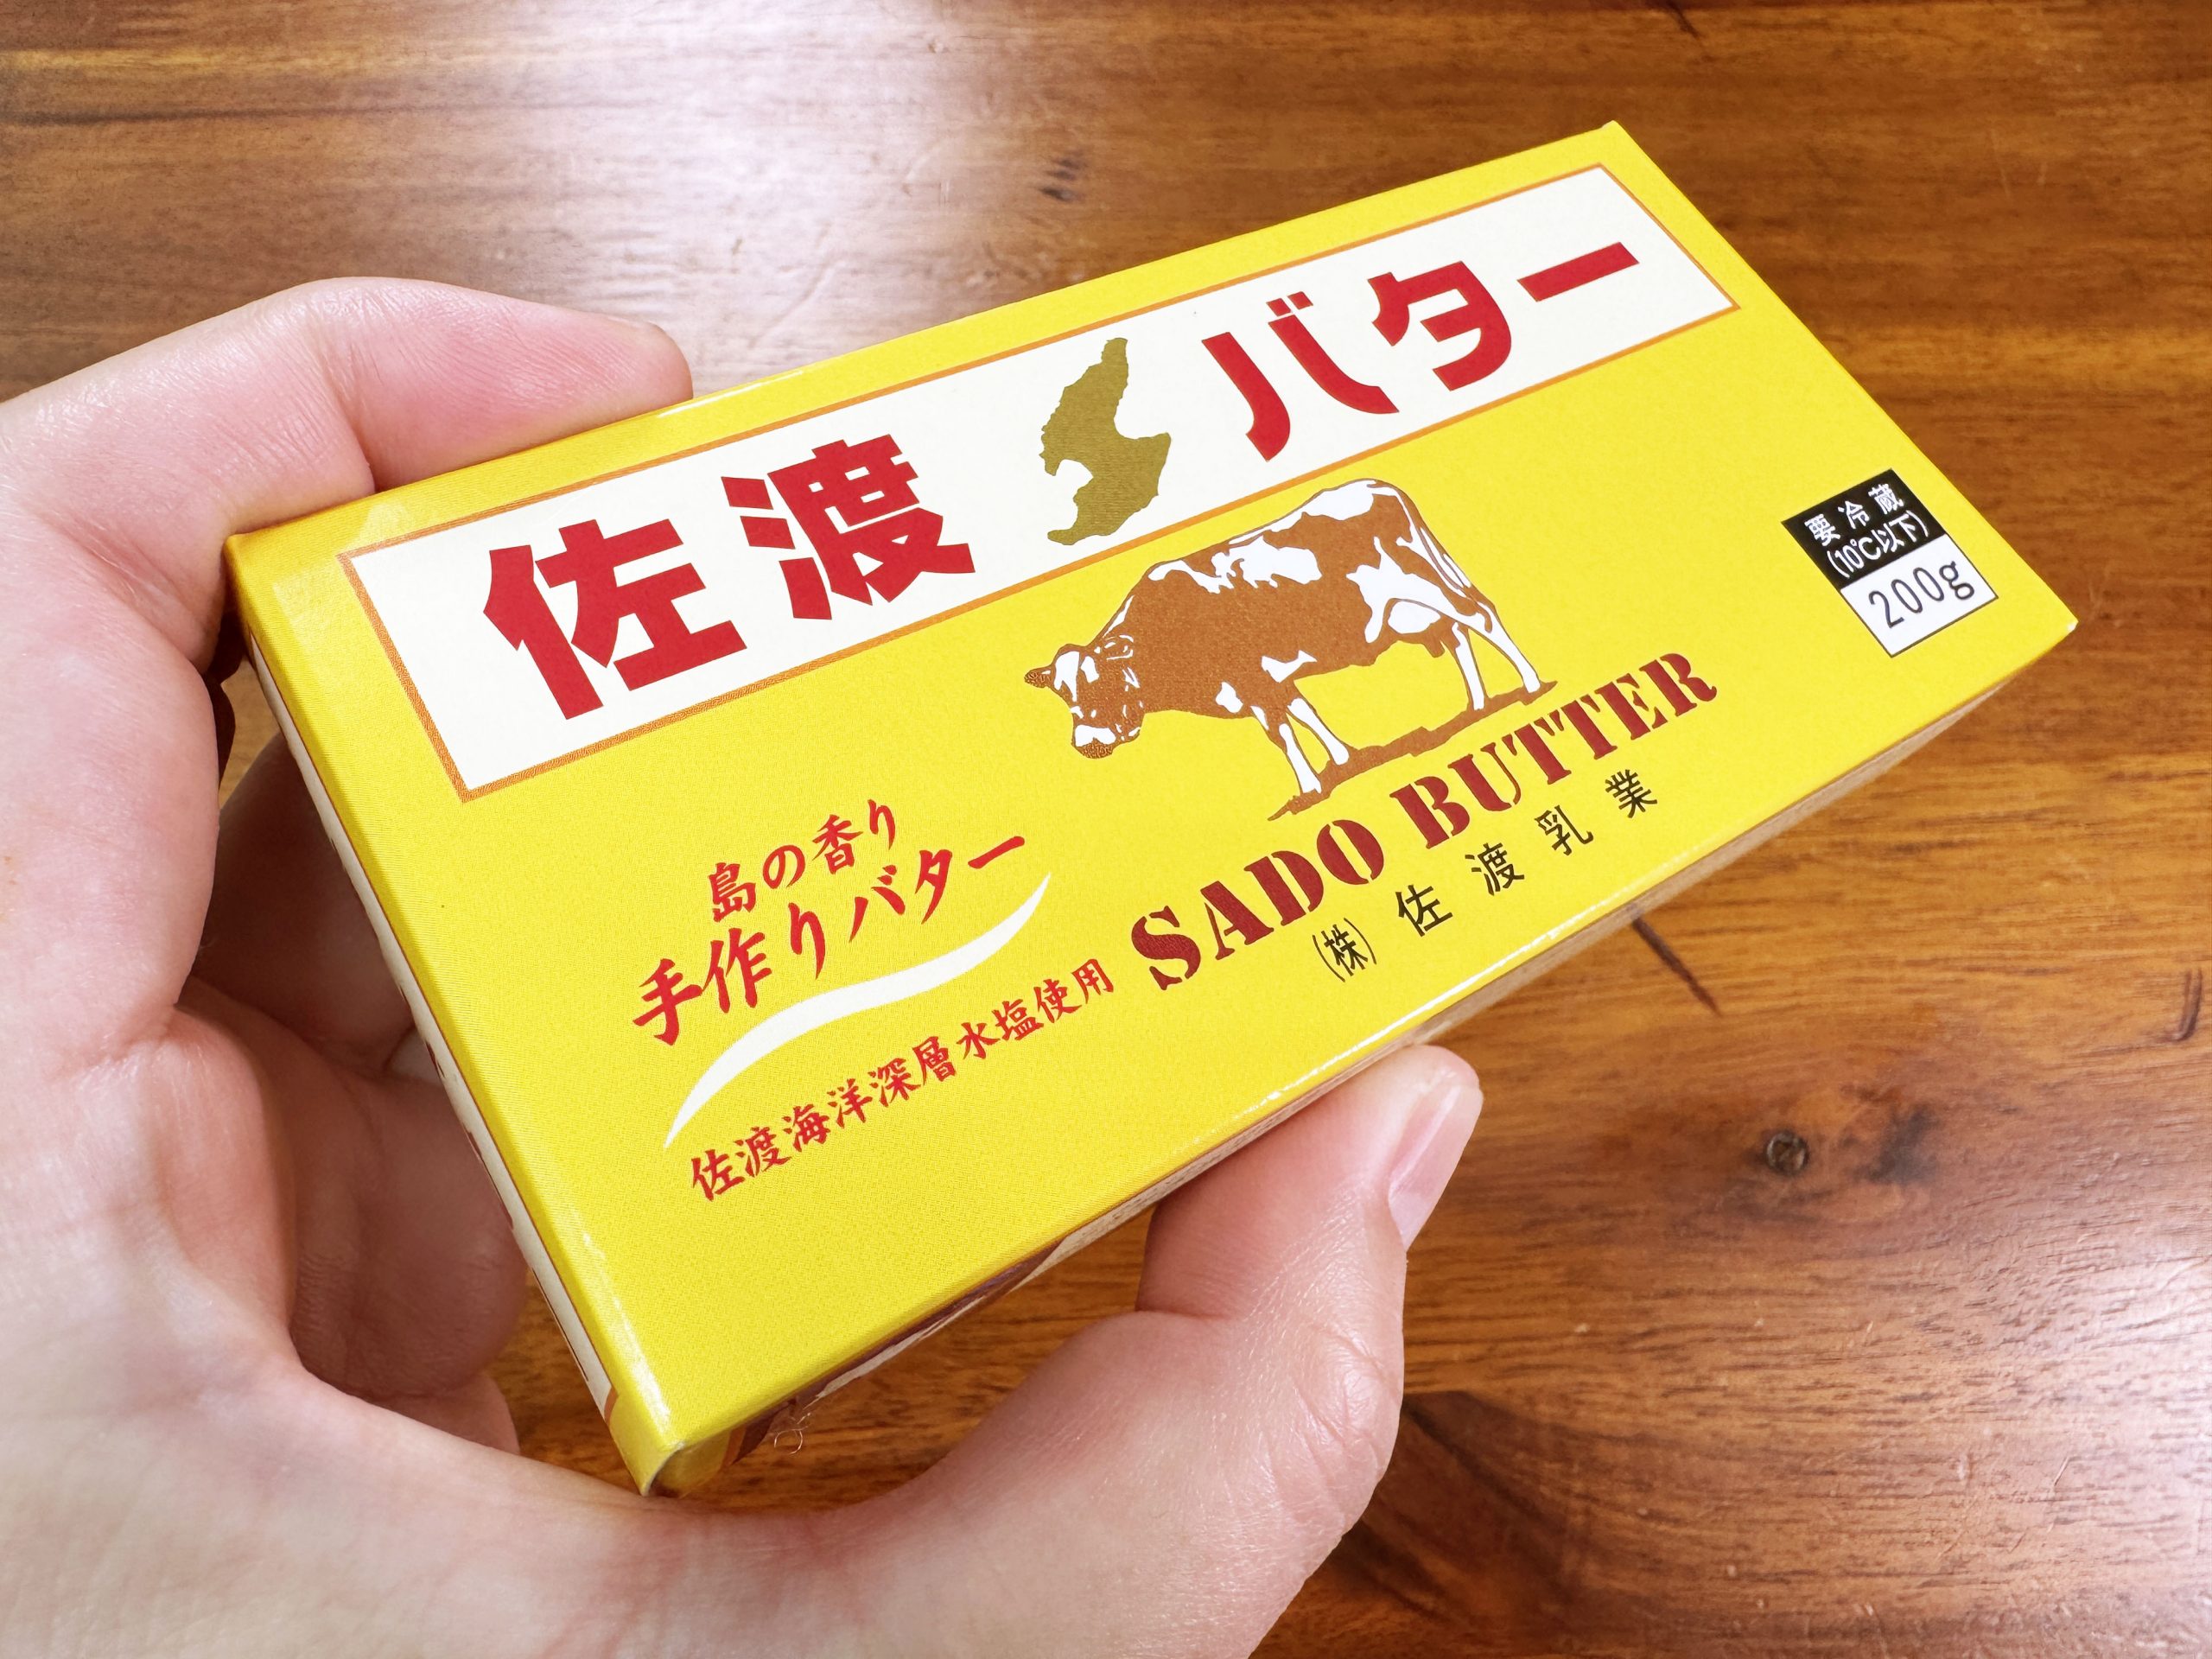 佐渡 バター
要冷蔵
(10℃以下)
200g
島の香り
手作りバター
佐渡海洋深層水塩使用
SADO BUTTER
(株)佐渡乳業